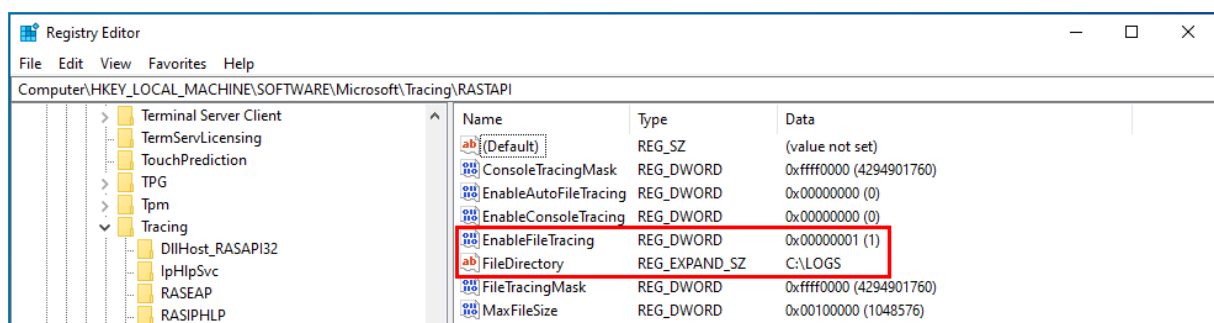 Registry Editor
File Edit View Favorites Help
Computer\HKEY_LOCAL_MACHINE\SOFTWARE\Microsoft\Tracing\RASTAPI
Terminal Server Client
TermServLicensing
TouchPrediction
TPG
Tpm
Tracing
DllHost_RASAPI32
IpHlpSvc
RASEAP
RASIPHLP
Name Type Data
(Default) REG_SZ (value not set)
ConsoleTracingMask REG_DWORD 0xffff0000 (4294901760)
EnableAutoFileTracing REG_DWORD 0x00000000 (0)
EnableConsoleTracing REG_DWORD 0x00000000 (0)
EnableFileTracing REG_DWORD 0x00000001 (1)
FileDirectory REG_EXPAND_SZ C:\LOGS
FileTracingMask REG_DWORD 0xffff0000 (4294901760)
MaxFileSize REG_DWORD 0x00100000 (1048576)